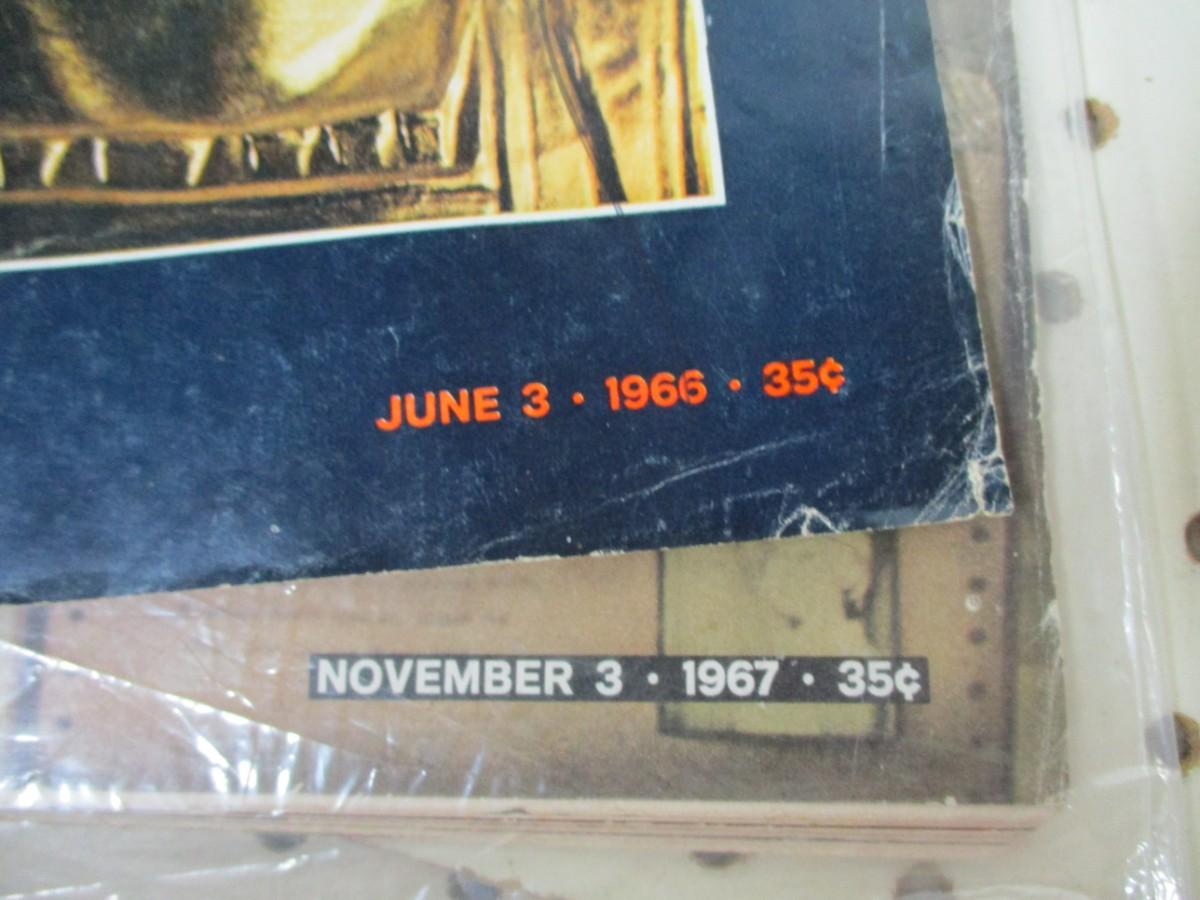 JUNE 3 · 1966 · 35¢
NOVEMBER 3 · 1967 · 35¢